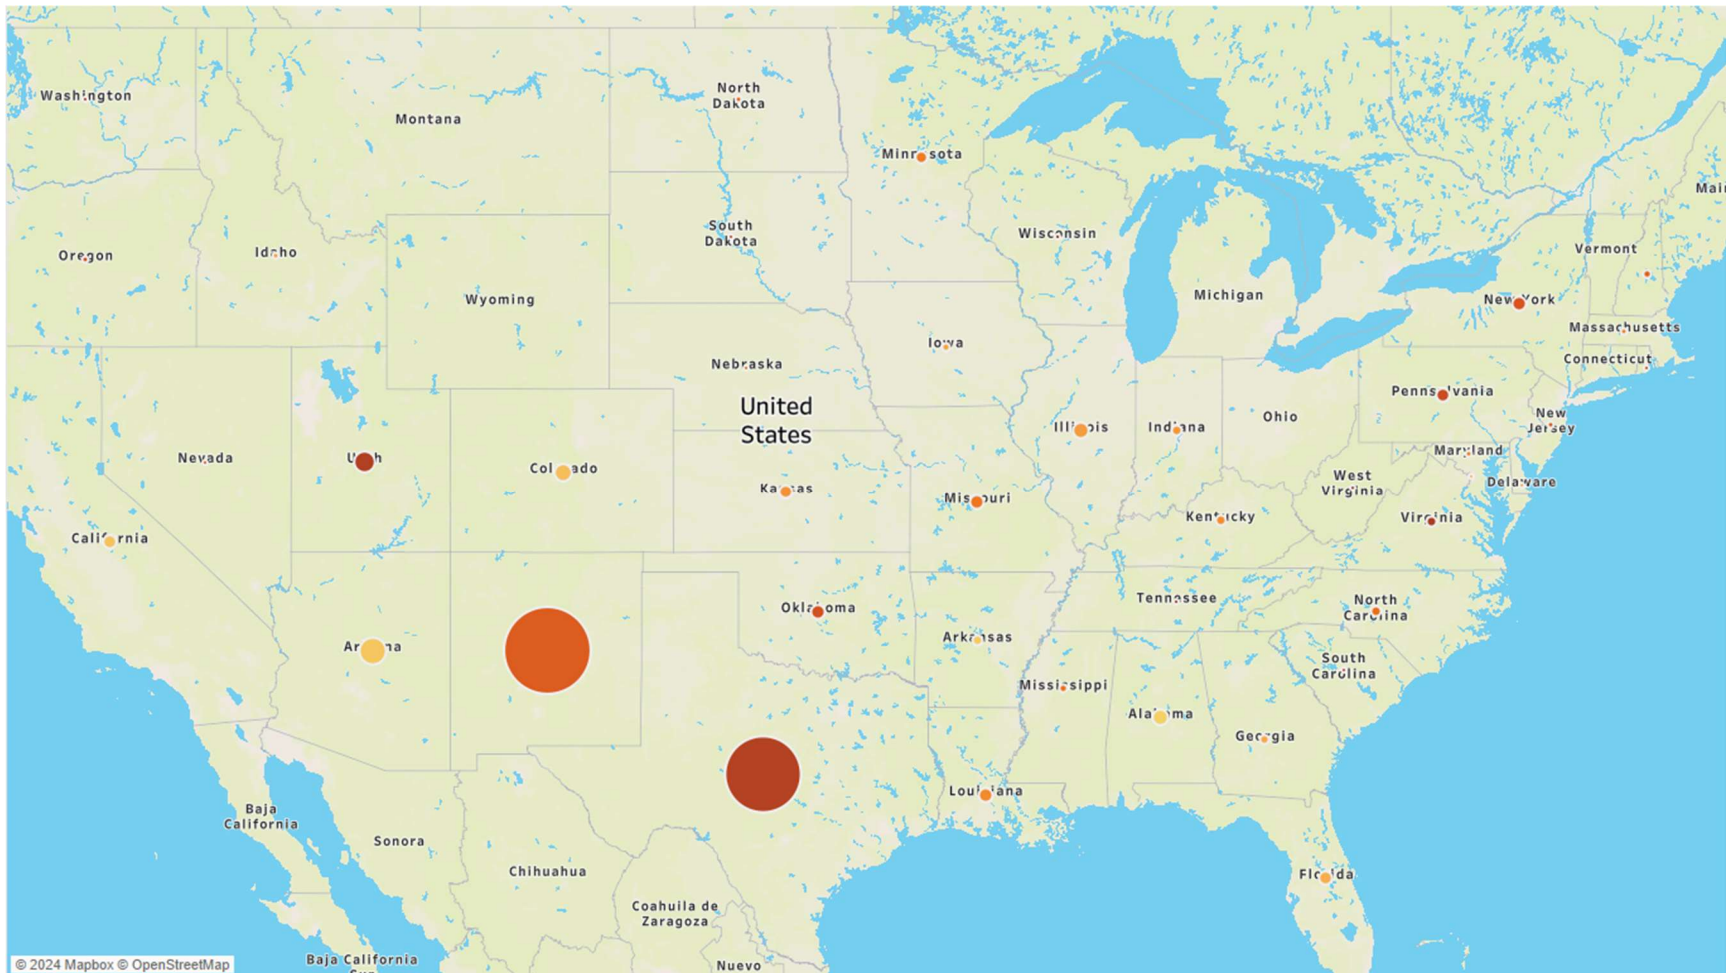 Washington
Montana
North
Dakota
Minnesota
Mai
South
Dakota
Wisconsin
Vermont
Oregon
Idaho
Wyoming
Michigan
New York
Massachusetts
Iowa
Connecticut
Nebraska
Pennsylvania
United
States
Ohio
Illinois
Indiana
New
Jersey
Nevada
Utah
Colorado
Maryland
West
Virginia
Delaware
Kansas
Missouri
Kentucky
Virginia
California
Oklahoma
Tennessee
North
Carolina
Arizona
Arkansas
South
Carolina
Mississippi
Alabama
Georgia
Louisiana
Baja
California
Sonora
Chihuahua
Florida
Coahuila de
Zaragoza
Baja California
Sur
Nuevo
© 2024 Mapbox © OpenStreetMap